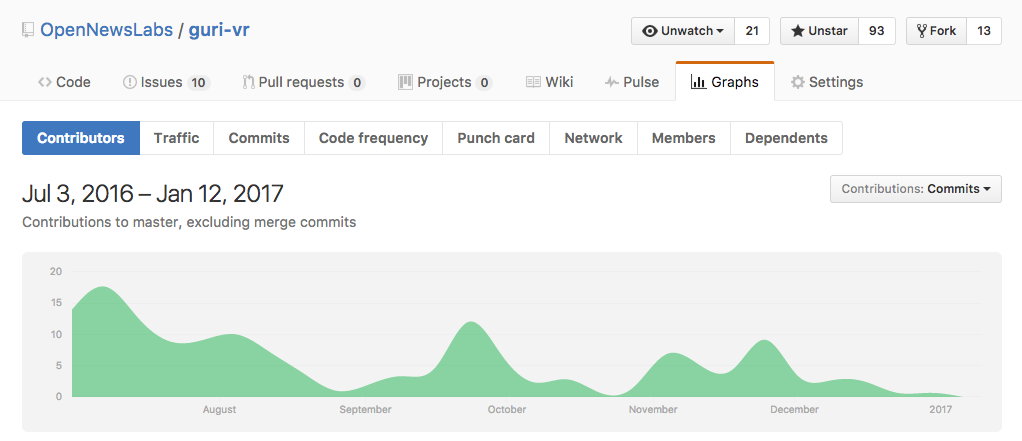 OpenNewsLabs / guri-vr
Unwatch 21 Unstar 93 Fork 13
Code Issues 10 Pull requests 0 Projects 0 Wiki Pulse Graphs Settings
Contributors Traffic Commits Code frequency Punch card Network Members Dependents
Jul 3, 2016 – Jan 12, 2017
Contributions: Commits
Contributions to master, excluding merge commits
20
15
10
5
0
August September October November December 2017